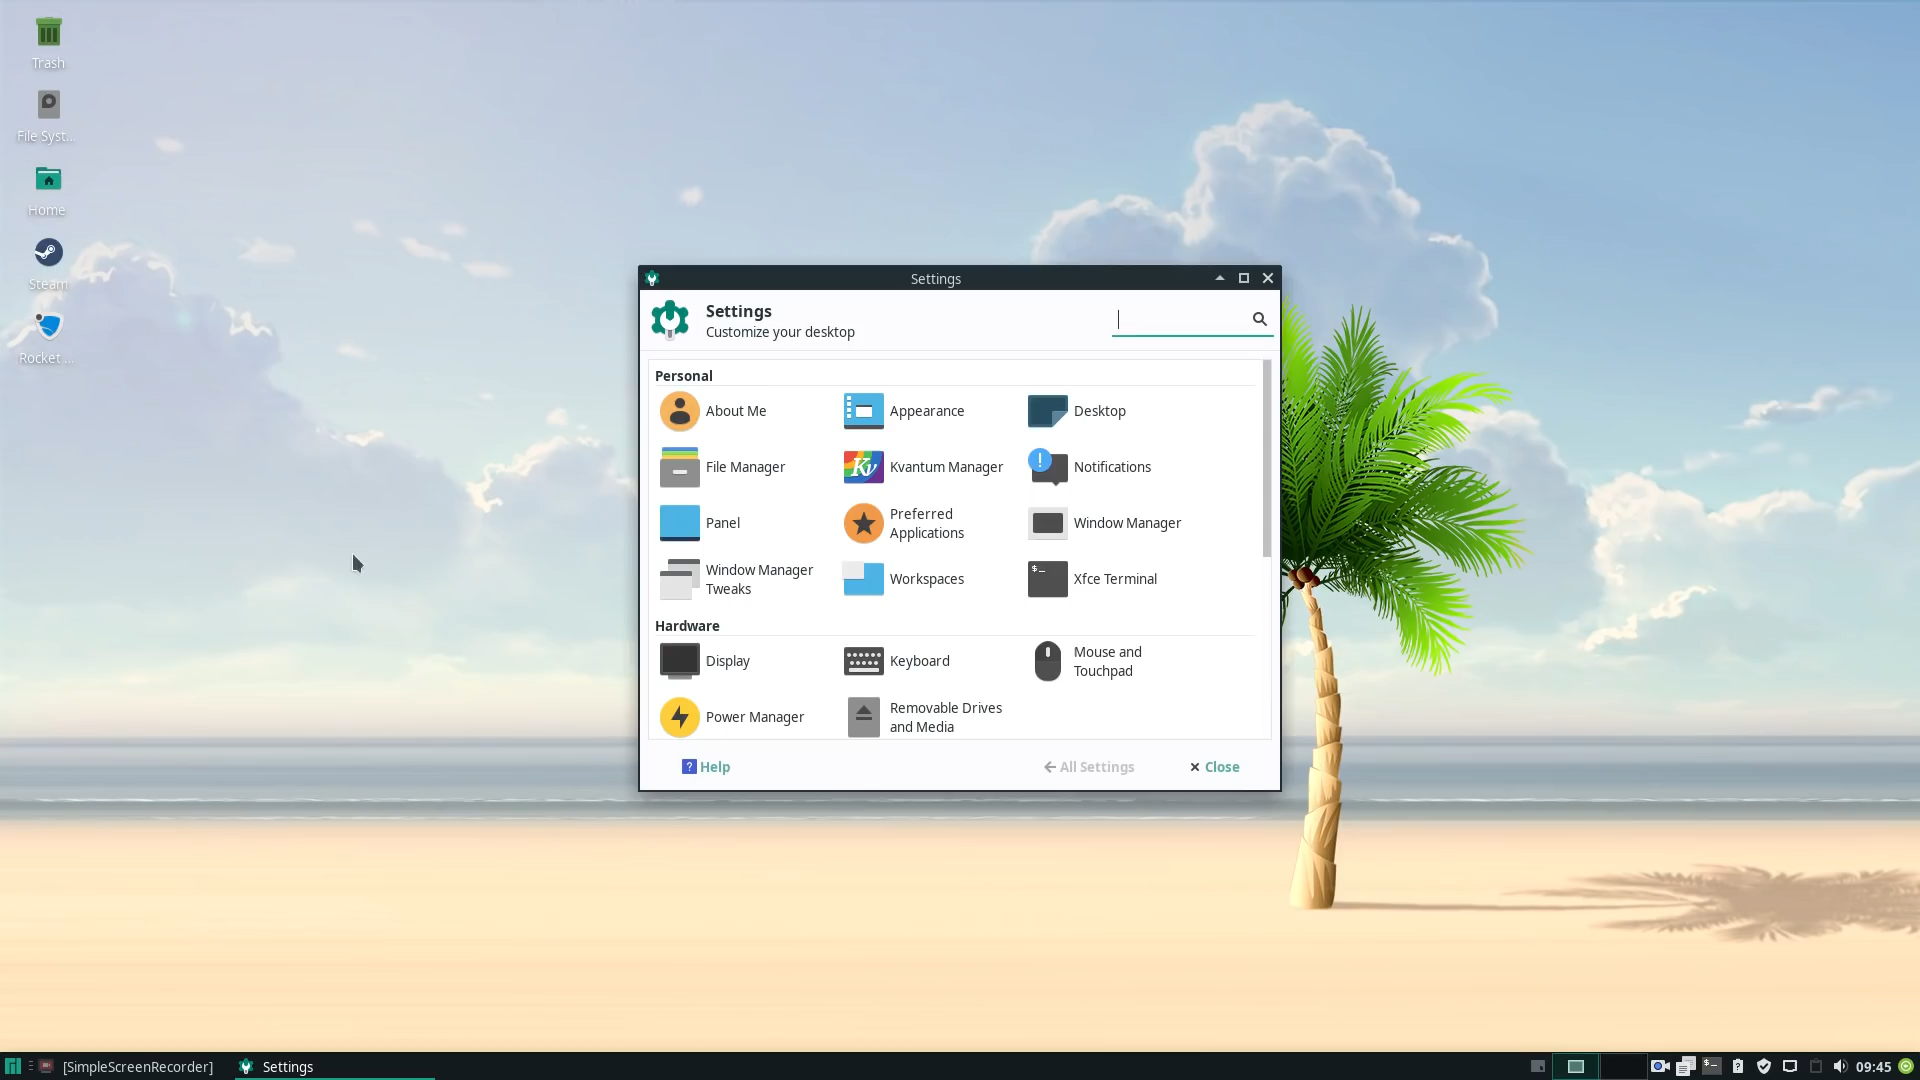 Trash
File Syst...
Home
Steam
Rocket ...
Settings
Settings
Customize your desktop
Personal
About Me
Appearance
Desktop
File Manager
Kvantum Manager
Notifications
Panel
Preferred
Applications
Window Manager
Window Manager
Tweaks
Workspaces
Xfce Terminal
Hardware
Display
Keyboard
Mouse and
Touchpad
Power Manager
Removable Drives
and Media
Help
All Settings
Close
[SimpleScreenRecorder]
Settings
09:45